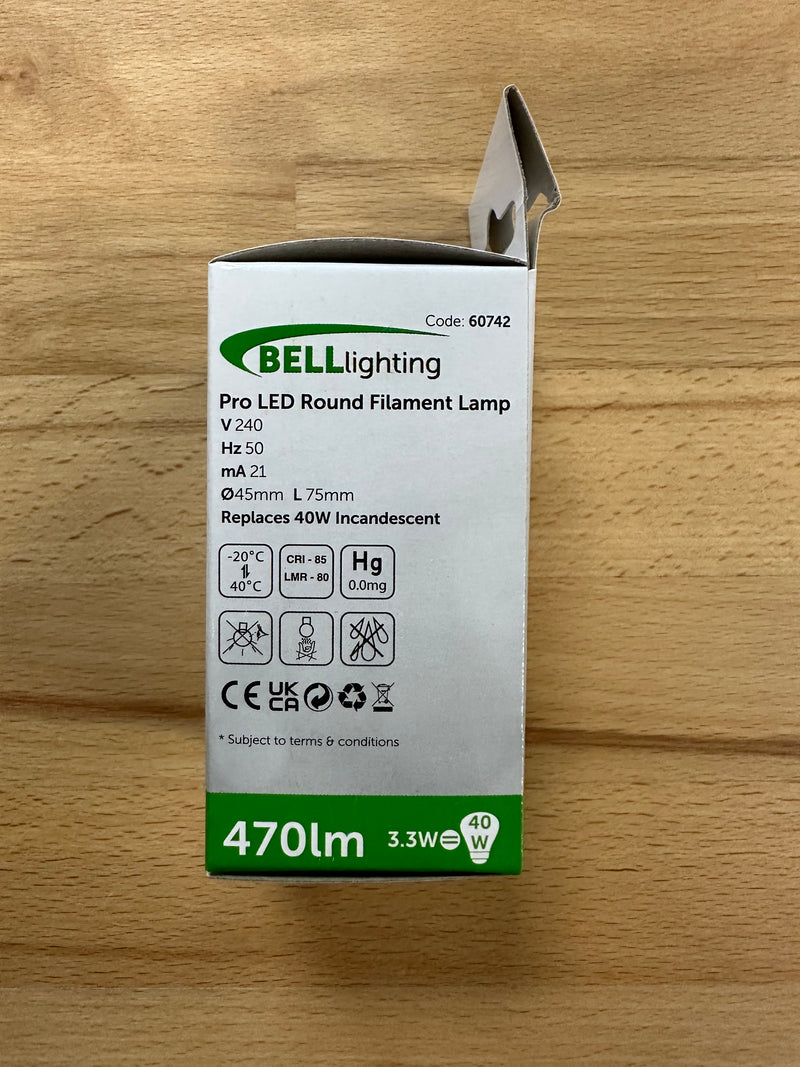 Code: 60742
BELLlighting
Pro LED Round Filament Lamp
V 240
Hz 50
mA 21
Ø45mm L 75mm
Replaces 40W Incandescent
-20°C
40°C
CRI - 85
LMR - 80
Hg
0.0mg
CE UK
CA
* Subject to terms & conditions
470lm 3.3W=40
W